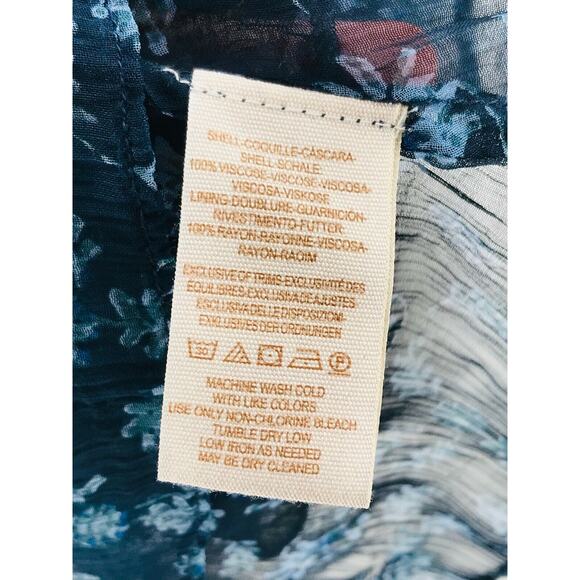 SHELL-COQUILLE-CÁSCARA-
SHELL-SCHALE:
100% VISCOSE-VISCOSE-VISCOSA-
VISCOSA-VISKOSE
LINING-DOUBLURE-GUARNICIÓN-
RIVESTIMENTO-FUTTER:
100% RAYON-RAYONNE-VISCOSA-
RAYON-RAOIM
EXCLUSIVE OF TRIMS-EXCLUSIVITÉ DES
ÉQUILIBRES-EXCLUSIVA DE AJUSTES
ESCLUSIVA DELLE DISPOSIZIONI-
EXKLUSIVES DER ORDNUNGEN
30 P
MACHINE WASH COLD
WITH LIKE COLORS
USE ONLY NON-CHLORINE BLEACH
TUMBLE DRY LOW
LOW IRON AS NEEDED
MAY BE DRY CLEANED